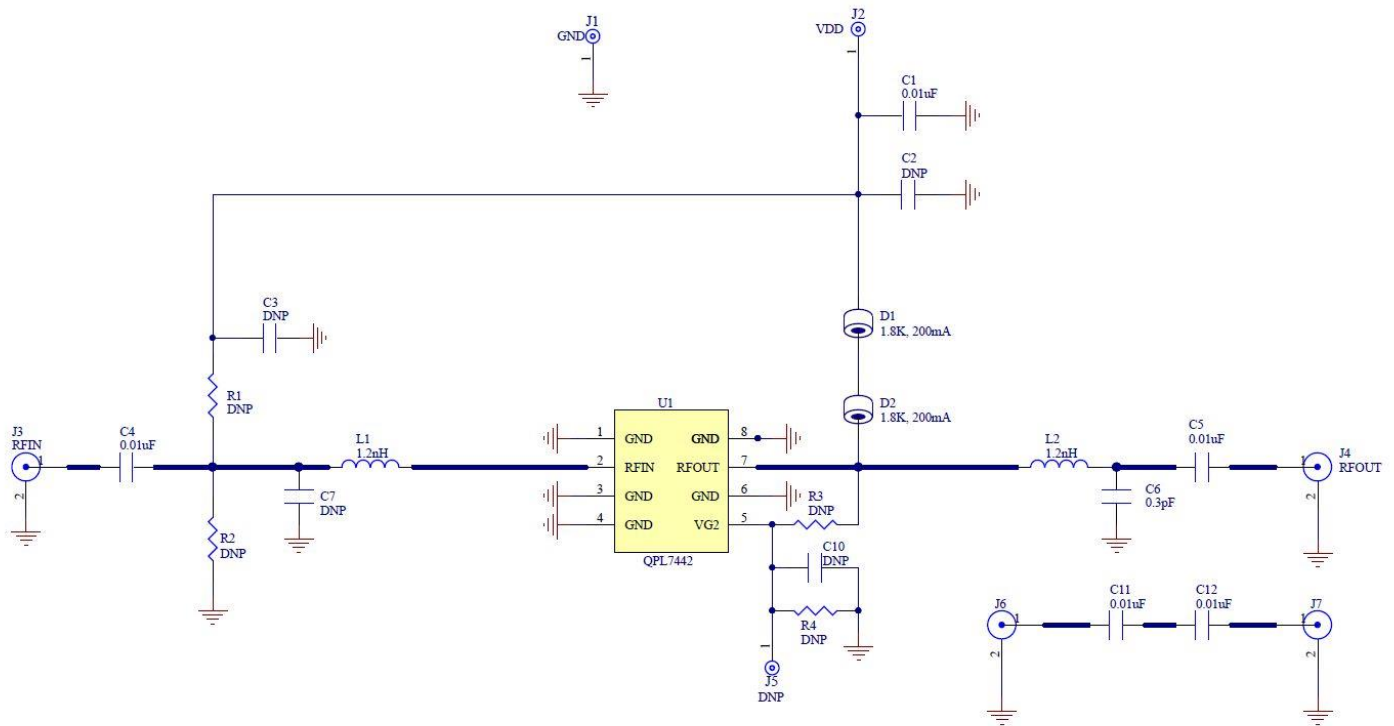 J1
GND
1
J2
VDD
1
C1
0.01uF
C2
DNP
C3
DNP
R1
DNP
D1
1.8K, 200mA
D2
1.8K, 200mA
J3
RFIN
1
2
C4
0.01uF
L1
1.2nH
C7
DNP
R2
DNP
U1
1 GND GND 8
2 RFIN RFOUT 7
3 GND GND 6
4 GND VG2 5
QPL7442
R3
DNP
C10
DNP
R4
DNP
1
J5
DNP
L2
1.2nH
C6
0.3pF
C5
0.01uF
J4
RFOUT
1
2
J6
1
2
C11
0.01uF
C12
0.01uF
J7
1
2